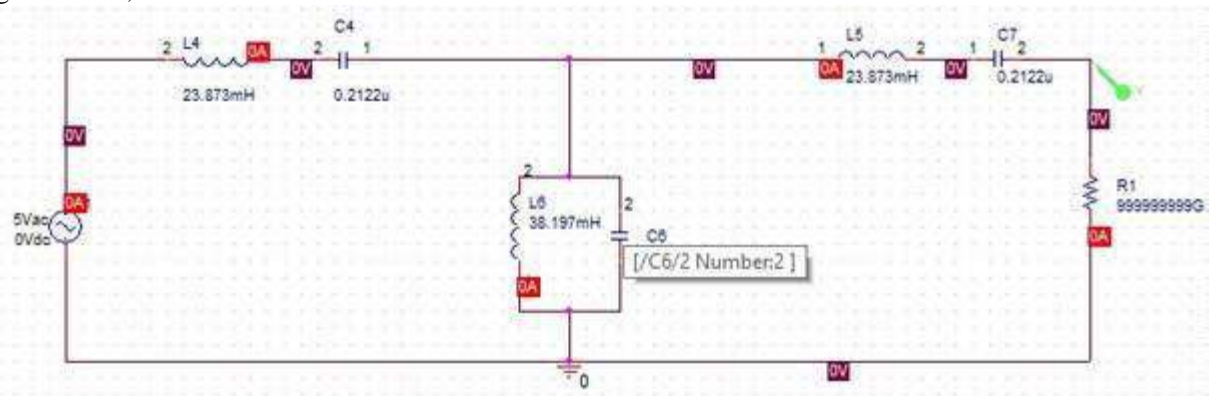 C4
L4
2
0A
2
1
0V
23.873mH
0.2122u
0V
L5
1
2
0A
23.873mH
0V
C7
1
2
0.2122u
V
0V
0V
0A
5Vac
0Vdc
2
L6
38.197mH
0A
2
C6
[/C6/2 Number:2 ]
R1
999999999G
0A
0
0V